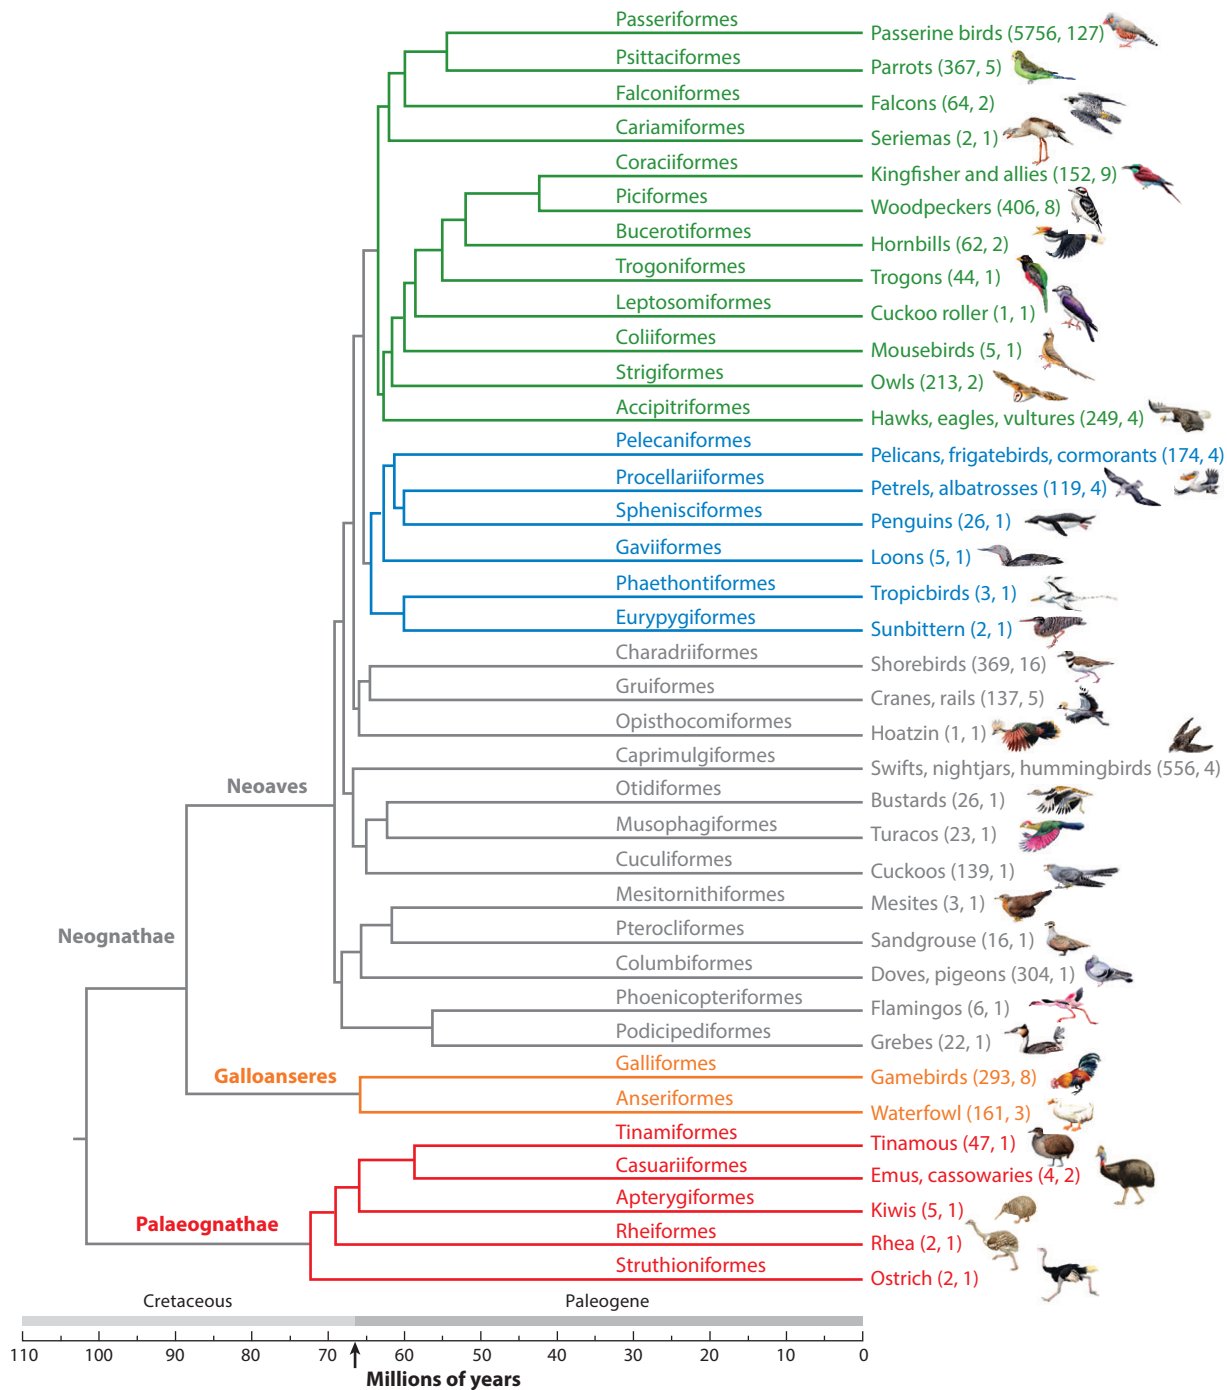 Passeriformes
Passerine birds (5756, 127)
Psittaciformes
Parrots (367, 5)
Falconiformes
Falcons (64, 2)
Cariamiformes
Seriemas (2, 1)
Coraciiformes
Kingfisher and allies (152, 9)
Piciformes
Woodpeckers (406, 8)
Bucerotiformes
Hornbills (62, 2)
Trogoniformes
Trogons (44, 1)
Leptosomiformes
Cuckoo roller (1, 1)
Coliiformes
Mousebirds (5, 1)
Strigiformes
Owls (213, 2)
Accipitriformes
Hawks, eagles, vultures (249, 4)
Pelecaniformes
Pelicans, frigatebirds, cormorants (174, 4)
Procellariiformes
Petrels, albatrosses (119, 4)
Sphenisciformes
Penguins (26, 1)
Gaviiformes
Loons (5, 1)
Phaethontiformes
Tropicbirds (3, 1)
Eurypygiformes
Sunbittern (2, 1)
Charadriiformes
Shorebirds (369, 16)
Gruiformes
Cranes, rails (137, 5)
Opisthocomiformes
Hoatzin (1, 1)
Caprimulgiformes
Swifts, nightjars, hummingbirds (556, 4)
Neoaves
Otidiformes
Bustards (26, 1)
Musophagiformes
Turacos (23, 1)
Cuculiformes
Cuckoos (139, 1)
Mesitornithiformes
Mesites (3, 1)
Neognathae
Pterocliformes
Sandgrouse (16, 1)
Columbiformes
Doves, pigeons (304, 1)
Phoenicopteriformes
Flamingos (6, 1)
Podicipediformes
Grebes (22, 1)
Galloanseres
Galliformes
Gamebirds (293, 8)
Anseriformes
Waterfowl (161, 3)
Tinamiformes
Tinamous (47, 1)
Casuariiformes
Emus, cassowaries (4, 2)
Apterygiformes
Kiwis (5, 1)
Palaeognathae
Rheiformes
Rhea (2, 1)
Struthioniformes
Ostrich (2, 1)
Cretaceous Paleogene
110 100 90 80 70 60 50 40 30 20 10 0
Millions of years